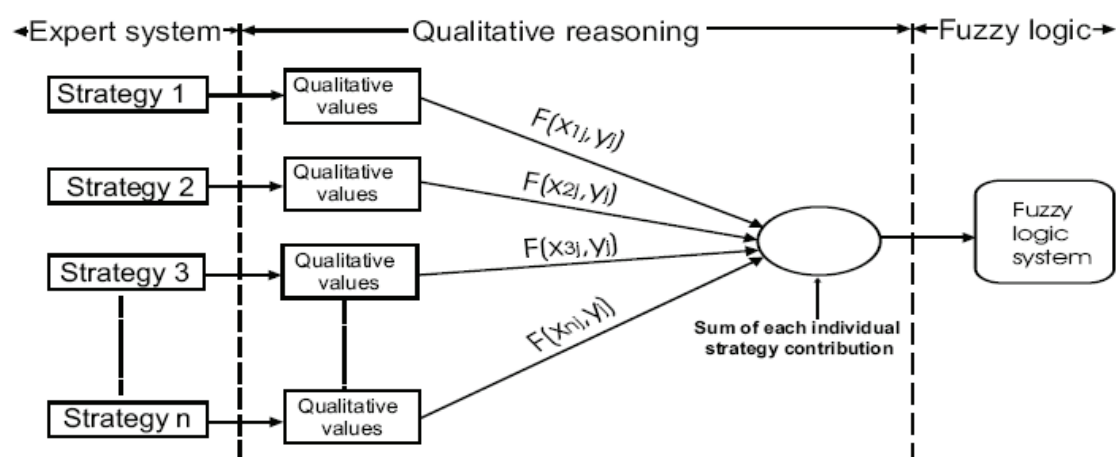 Expert system
Qualitative reasoning
Fuzzy logic
Strategy 1
Qualitative
values
F(x1j,yj)
Strategy 2
Qualitative
values
F(x2j,yj)
Strategy 3
Qualitative
values
F(x3j,yj)
Strategy n
Qualitative
values
F(xnj,yj)
Sum of each individual
strategy contribution
Fuzzy
logic
system